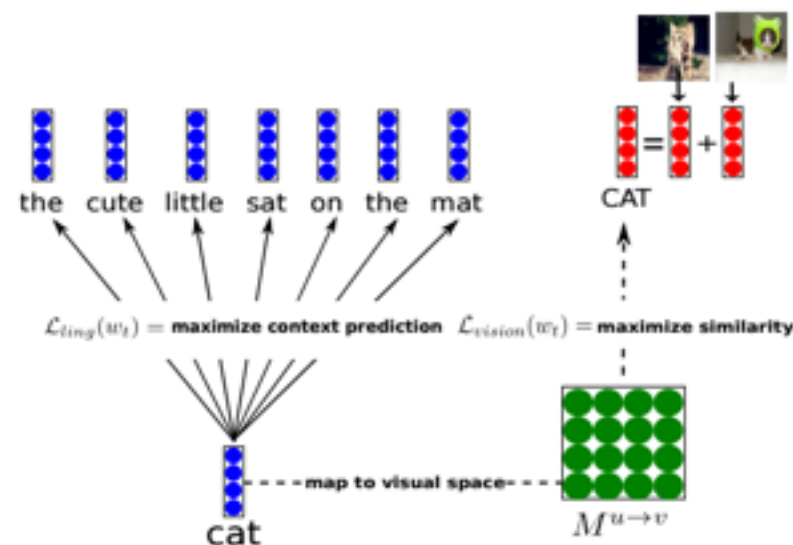 the cute little sat on the mat
= +
CAT
ℒ_ling(w_t) = maximize context prediction
ℒ_vision(w_t) = maximize similarity
map to visual space
cat
M^{u→v}